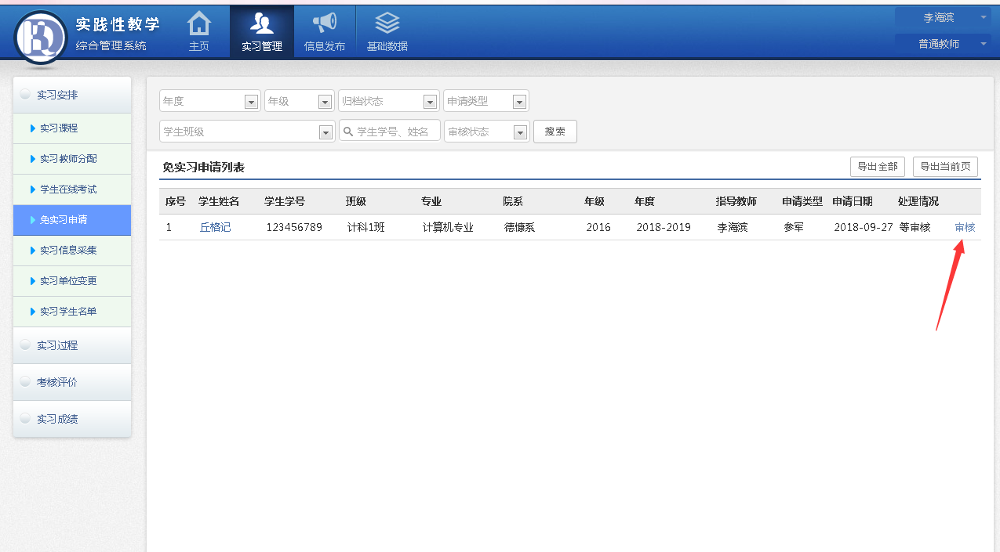 实践性教学
综合管理系统
主页
实习管理
信息发布
基础数据
李海滨
普通教师
实习安排
实习课程
实习教师分配
学生在线考试
免实习申请
实习信息采集
实习单位变更
实习学生名单
实习过程
考核评价
实习成绩
年度 年级 归档状态 申请类型
学生班级 学生学号、姓名 审核状态 搜索
免实习申请列表 导出全部 导出当前页
序号 学生姓名 学生学号 班级 专业 院系 年级 年度 指导教师 申请类型 申请日期 处理情况
1 丘格记 123456789 计科1班 计算机专业 德慷系 2016 2018-2019 李海滨 参军 2018-09-27 等审核 审核